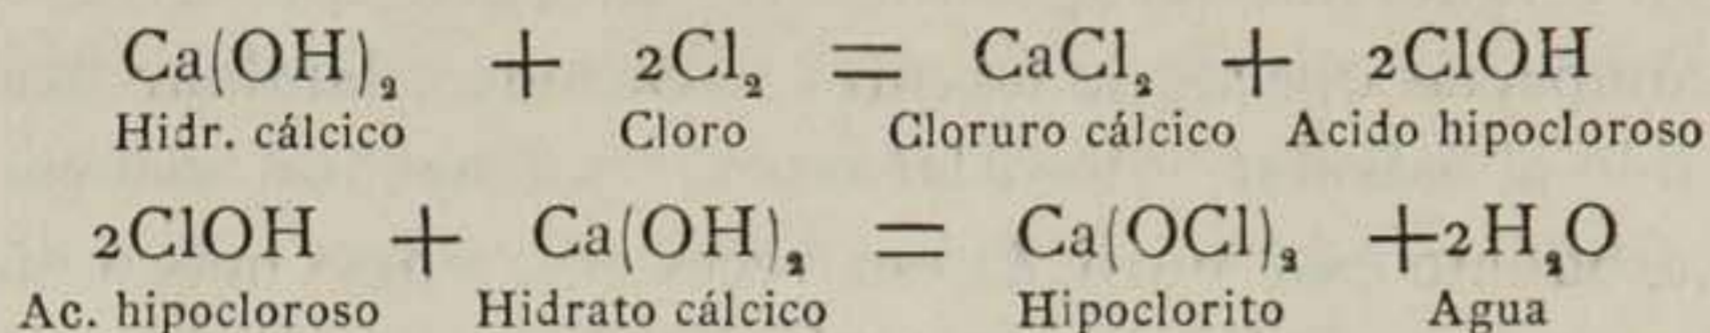 Ca(OH)₂ + 2Cl₂ = CaCl₂ + 2ClOH
Hidr. cálcico Cloro Cloruro cálcico Acido hipocloroso
2ClOH + Ca(OH)₂ = Ca(OCl)₂ +2H₂O
Ac. hipocloroso Hidrato cálcico Hipoclorito Agua